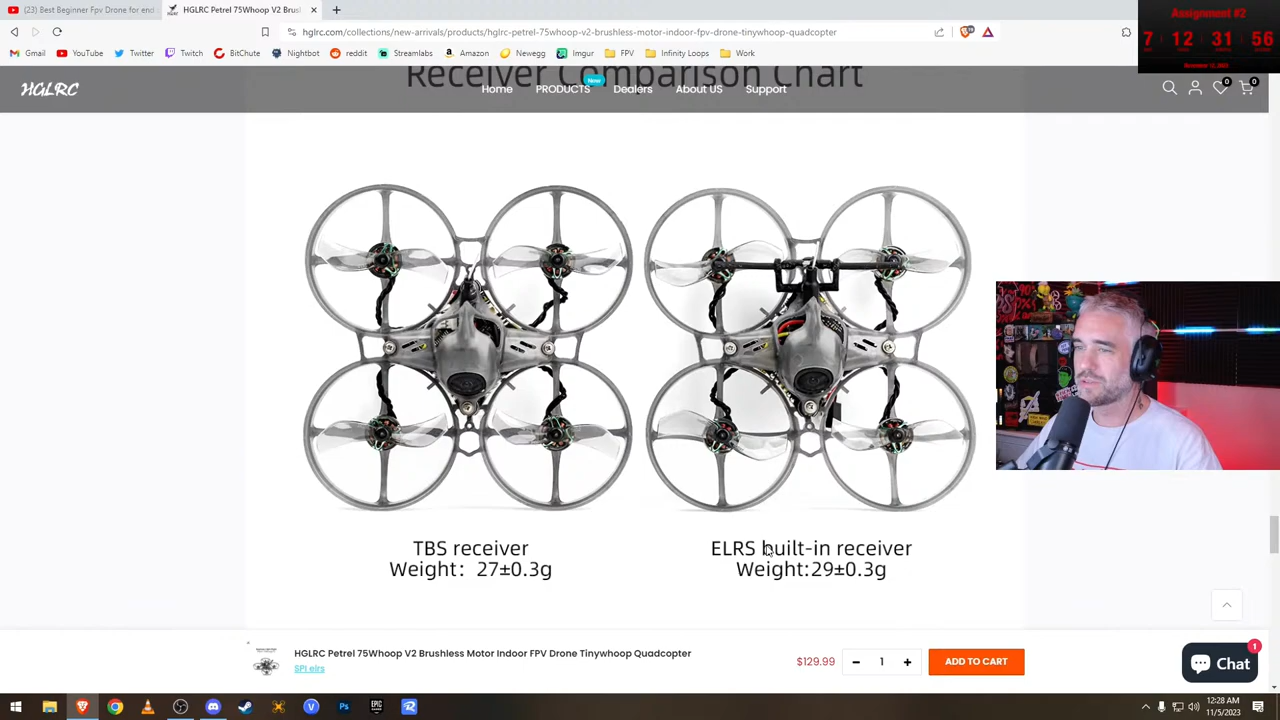 (23) Best Beginner Fpv Drone for end
HGLRC Petrel 75Whoop V2 Brus
hglrc.com/collections/new-arrivals/products/hglrc-petrel-75whoop-v2-brushless-motor-indoor-fpv-drone-tinywhoop-quadcopter
Gmail YouTube Twitter Twitch BitChute Nightbot reddit Streamlabs Amazon Newegg Imgur FPV Infinity Loops Work
Assignment #2
7 12 31 56
Receiver Comparison Chart
HGLRC
Home PRODUCTS New Dealers About US Support
0 0
TBS receiver
Weight: 27±0.3g
ELRS built-in receiver
Weight:29±0.3g
HGLRC Petrel 75Whoop V2 Brushless Motor Indoor FPV Drone Tinywhoop Quadcopter
SPI elrs
$129.99
1
ADD TO CART
Chat
1
12:28 AM
11/5/2023